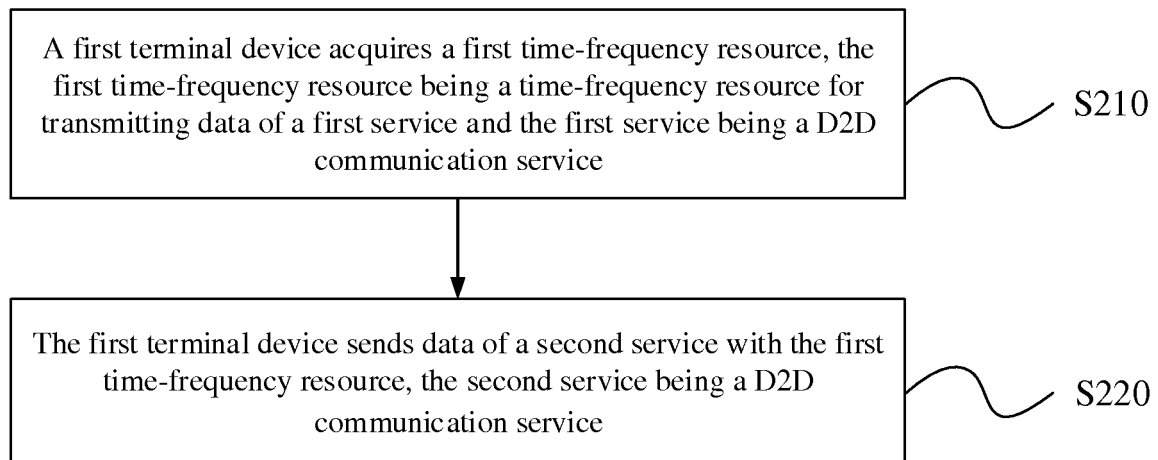 A first terminal device acquires a first time-frequency resource, the
first time-frequency resource being a time-frequency resource for
transmitting data of a first service and the first service being a D2D
communication service
S210
The first terminal device sends data of a second service with the first
time-frequency resource, the second service being a D2D
communication service
S220